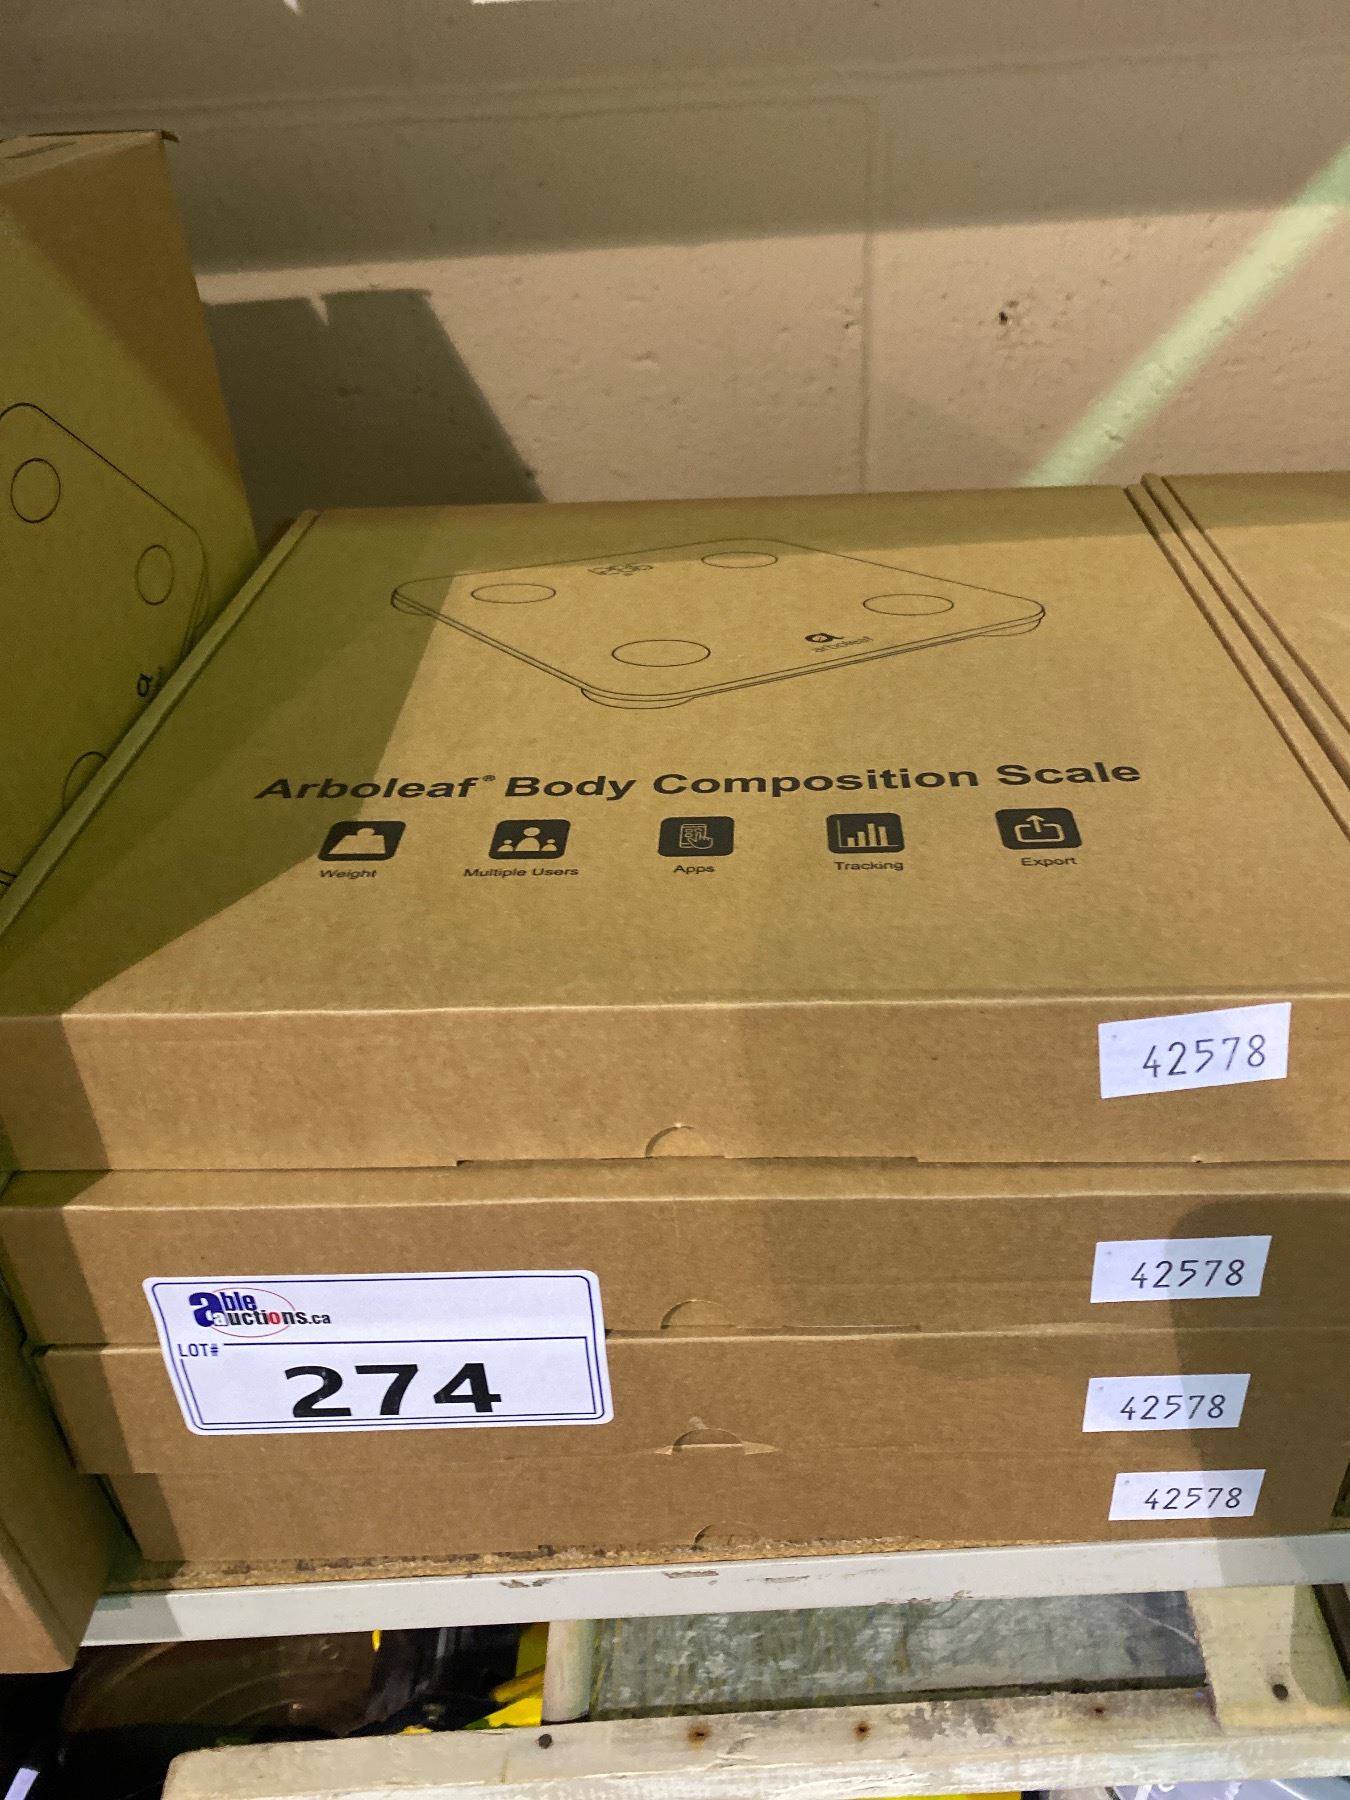 a
arboleaf
Arboleaf® Body Composition Scale
Weight
Multiple Users
Apps
Tracking
Export
42578
42578
42578
42578
able
auctions.ca
LOT#
274
a